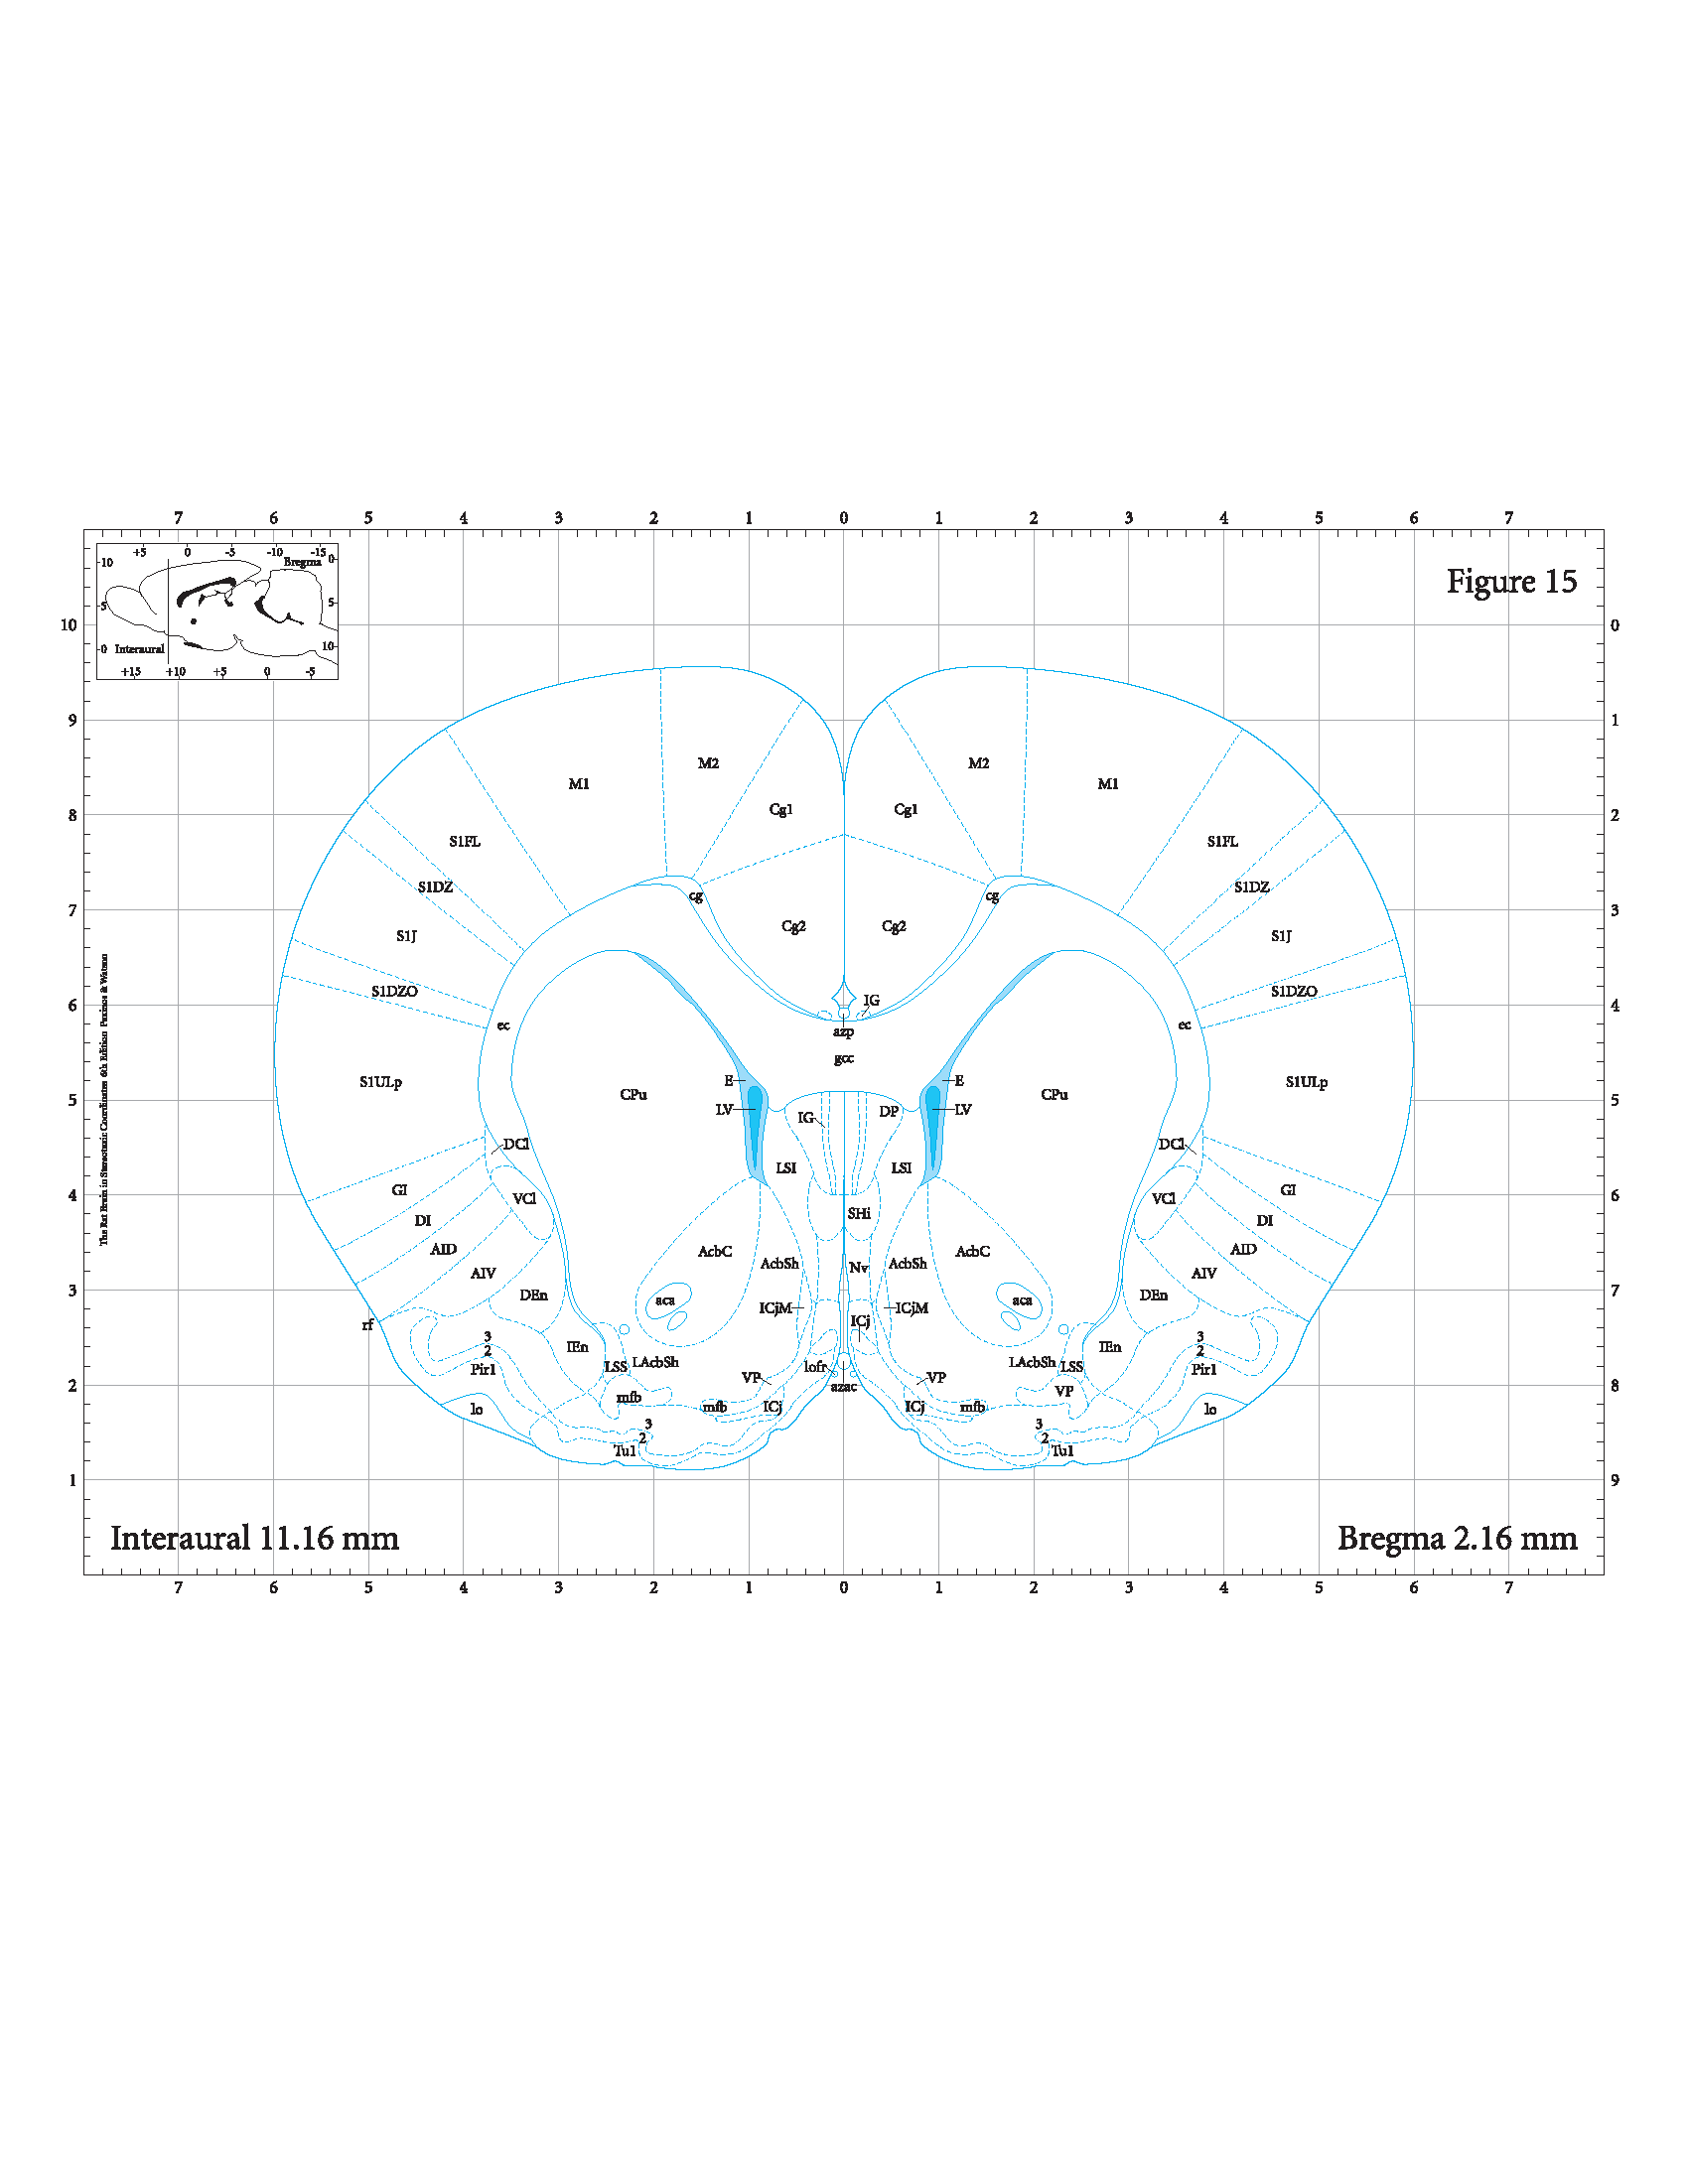 7 6 5 4 3 2 1 0 1 2 3 4 5 6 7
+5 0 -5 -10 -15
Bregma
10 0
5 5
0 Interaural 10
+15 +10 +5 0 -5
Figure 15
10 0
9 1
M2 M2
M1 M1
Cg1 Cg1
8 2
S1FL S1FL
S1DZ S1DZ
cg cg
7 3
Cg2 Cg2
S1J S1J
S1DZO S1DZO
6 IG 4
ec azp ec
gcc
E E
S1ULp S1ULp
CPu CPu
5 5
LV IG DP LV
DCl DCl
LSI LSI
GI VCl VCl GI
4 6
DI SHi DI
AID AcbC AcbSh Nv AcbSh AcbC AID
AIV AIV
3 7
DEn aca ICjM ICjM aca DEn
rf ICj
3 3
2 IEn IEn 2
Pir1 LSS LAcbSh lofr LAcbSh LSS Pir1
VP VP
2 azac 8
mfb VP
lo mfb ICj ICj mfb lo
3 3
2 2
Tu1 Tu1
1 9
The Rat Brain in Stereotaxic Coordinates 6th Edition Paxinos & Watson
Interaural 11.16 mm Bregma 2.16 mm
7 6 5 4 3 2 1 0 1 2 3 4 5 6 7